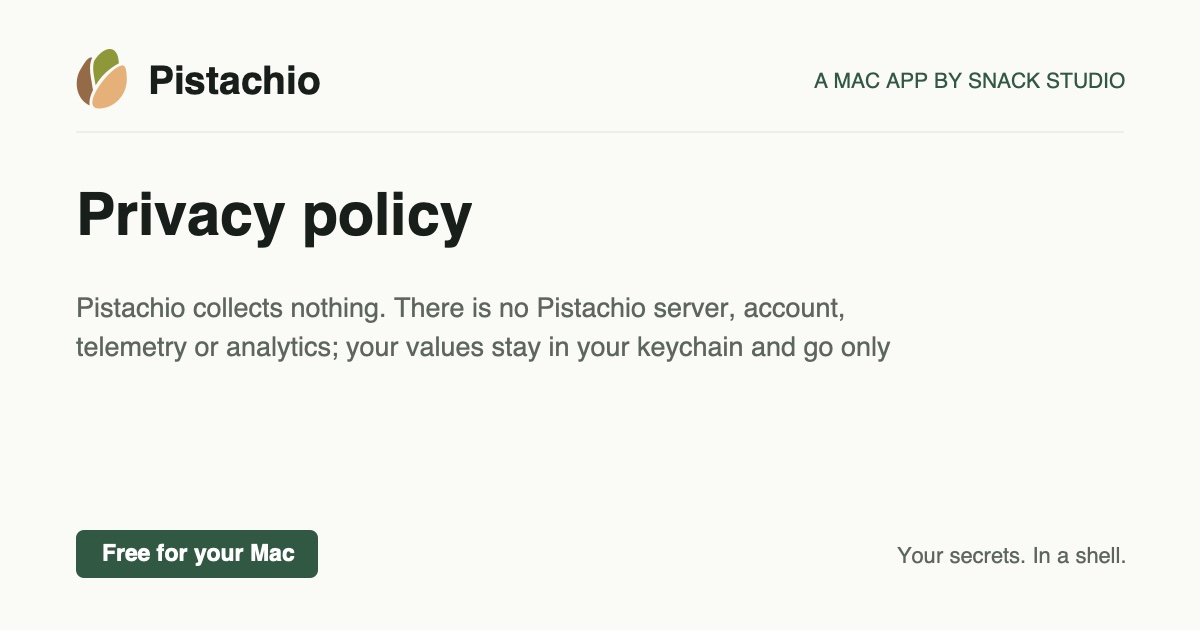 Pistachio
A MAC APP BY SNACK STUDIO
Privacy policy
Pistachio collects nothing. There is no Pistachio server, account,
telemetry or analytics; your values stay in your keychain and go only
Free for your Mac
Your secrets. In a shell.